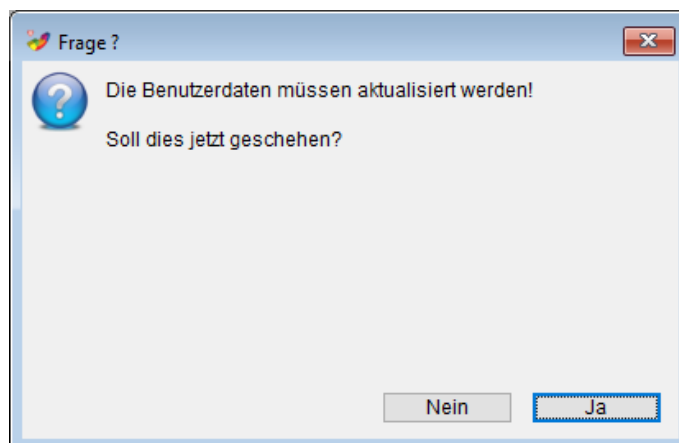 Frage ?
Die Benutzerdaten müssen aktualisiert werden!
Soll dies jetzt geschehen?
Nein
Ja